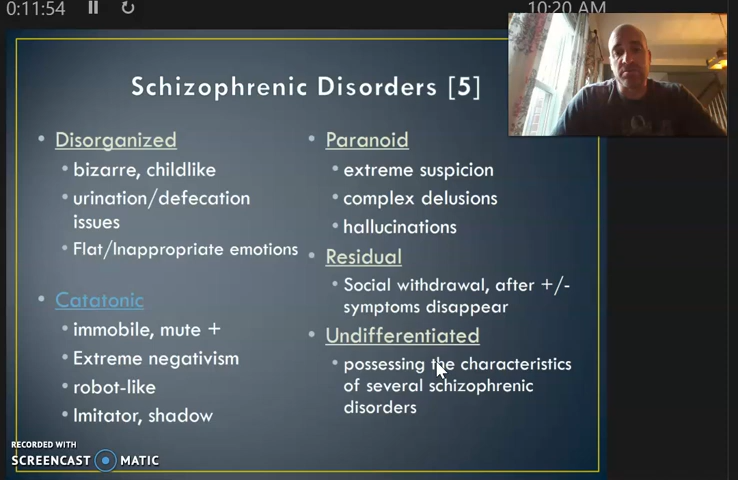 0:11:54
10:20 AM
Schizophrenic Disorders [5]
• Disorganized
• bizarre, childlike
• urination/defecation
issues
• Flat/Inappropriate emotions
• Catatonic
• immobile, mute +
• Extreme negativism
• robot-like
• Imitator, shadow
• Paranoid
• extreme suspicion
• complex delusions
• hallucinations
• Residual
• Social withdrawal, after +/-
symptoms disappear
• Undifferentiated
• possessing the characteristics
of several schizophrenic
disorders
RECORDED WITH
SCREENCAST MATIC